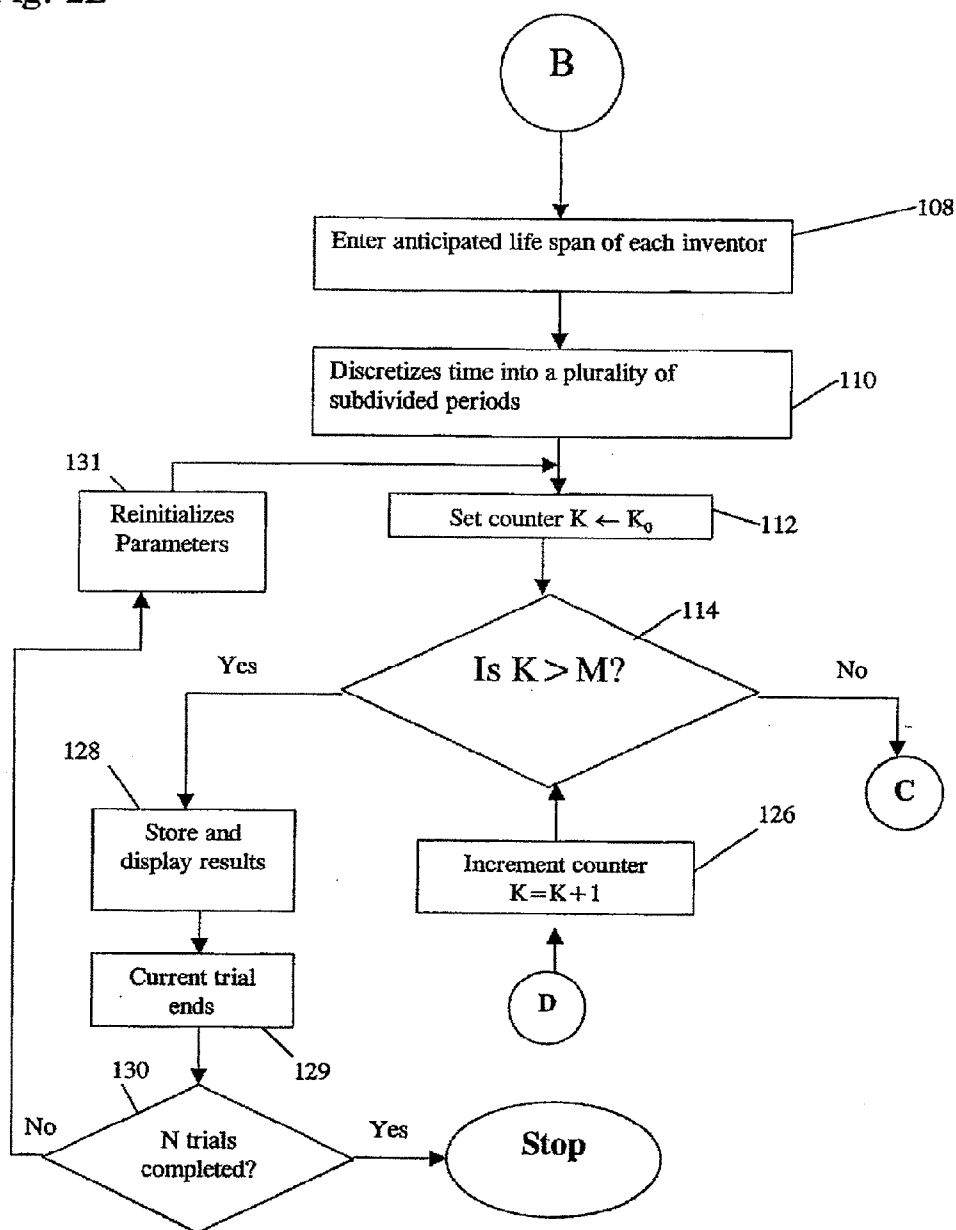 B
108
Enter anticipated life span of each inventor
Discretizes time into a plurality of
subdivided periods
110
131
Reinitializes
Parameters
Set counter K ← K₀
112
114
Is K > M?
Yes
No
128
C
Store and
display results
126
Increment counter
K=K+1
Current trial
ends
D
129
130
No
N trials
completed?
Yes
Stop